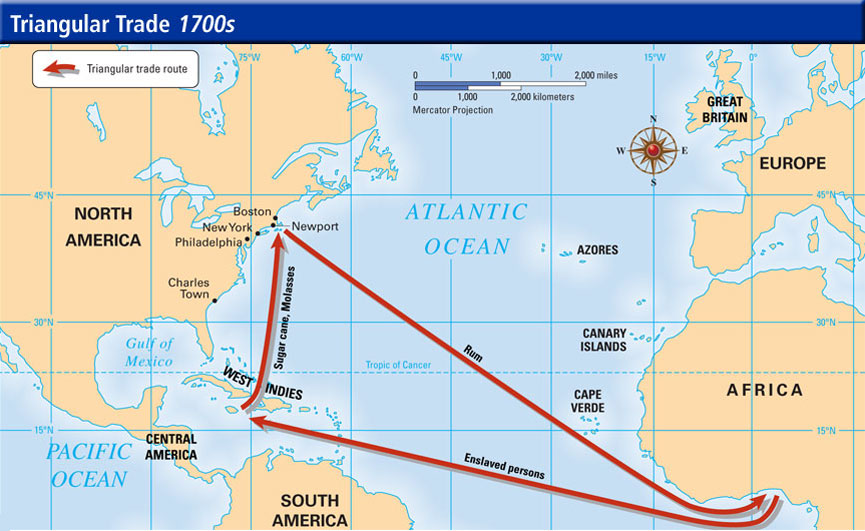 Triangular Trade 1700s
Triangular trade route
75°W
60°W
45°W
30°W
15°W
0°
0 1,000 2,000 miles
0 1,000 2,000 kilometers
Mercator Projection
N
W E
S
GREAT
BRITAIN
EUROPE
45°N
45°N
NORTH
AMERICA
Boston
New York
Newport
Philadelphia
ATLANTIC
OCEAN
AZORES
Charles
Town
Sugar cane, Molasses
30°N
30°N
Gulf of
Mexico
Rum
CANARY
ISLANDS
Tropic of Cancer
WEST INDIES
CAPE
VERDE
AFRICA
15°N
15°N
PACIFIC
OCEAN
CENTRAL
AMERICA
Enslaved persons
SOUTH
AMERICA